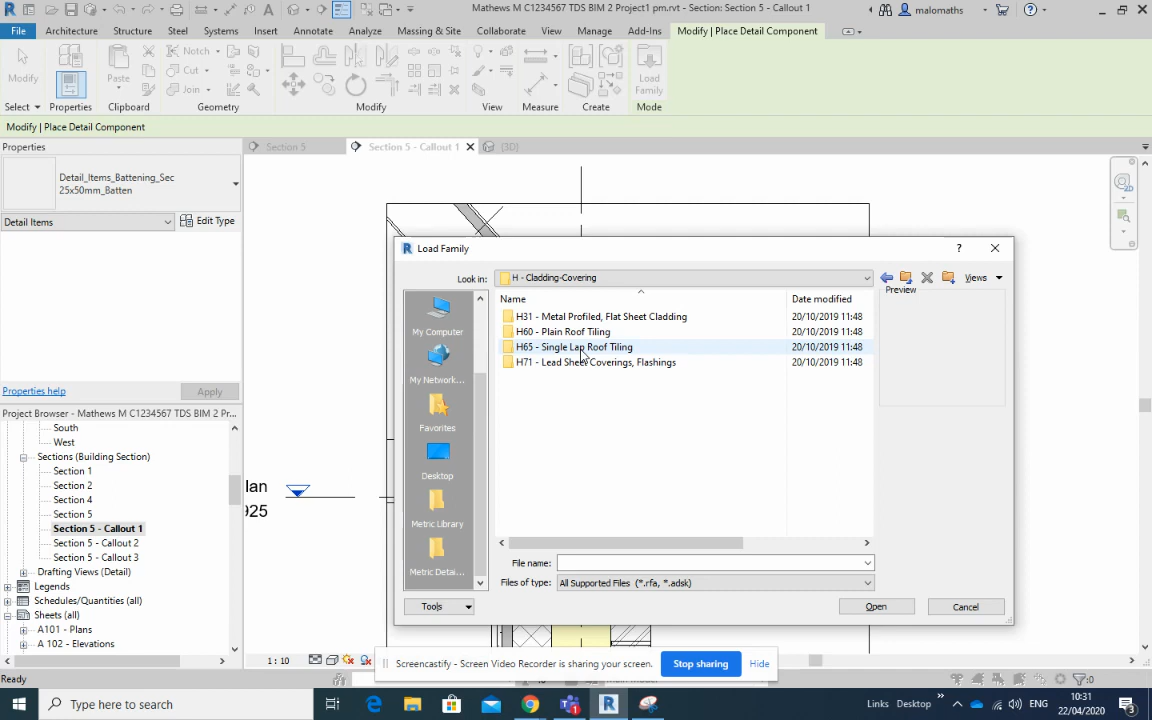 Mathews M C1234567 TDS BIM 2 Project1 pm.rvt - Section: Section 5 - Callout 1
malomaths
File
Architecture
Structure
Steel
Systems
Insert
Annotate
Analyze
Massing & Site
Collaborate
View
Manage
Add-Ins
Modify | Place Detail Component
Modify
Paste
Notch
Cut
Join
Load
Family
Select
Properties
Clipboard
Geometry
Modify
View
Measure
Create
Mode
Modify | Place Detail Component
Properties
Section 5
Section 5 - Callout 1
{3D}
Detail_Items_Battening_Sec
25x50mm_Batten
Detail Items
Edit Type
Properties help
Apply
Project Browser - Mathews M C1234567 TDS BIM 2 Pr...
South
West
Sections (Building Section)
Section 1
Section 2
Section 4
Section 5
Section 5 - Callout 1
Section 5 - Callout 2
Section 5 - Callout 3
Drafting Views (Detail)
Legends
Schedules/Quantities (all)
Sheets (all)
A101 - Plans
A 102 - Elevations
lan
925
2D
Load Family
?
Look in:
H - Cladding-Covering
Views
Name
Date modified
Preview
H31 - Metal Profiled, Flat Sheet Cladding
20/10/2019 11:48
H60 - Plain Roof Tiling
20/10/2019 11:48
H65 - Single Lap Roof Tiling
20/10/2019 11:48
H71 - Lead Sheet Coverings, Flashings
20/10/2019 11:48
My Computer
My Network...
Favorites
Desktop
Metric Library
Metric Detai...
File name:
Files of type:
All Supported Files (*.rfa, *.adsk)
Tools
Open
Cancel
1 : 10
Screencastify - Screen Video Recorder is sharing your screen.
Stop sharing
Hide
Ready
:0
Type here to search
Links
Desktop
ENG
10:31
22/04/2020
3